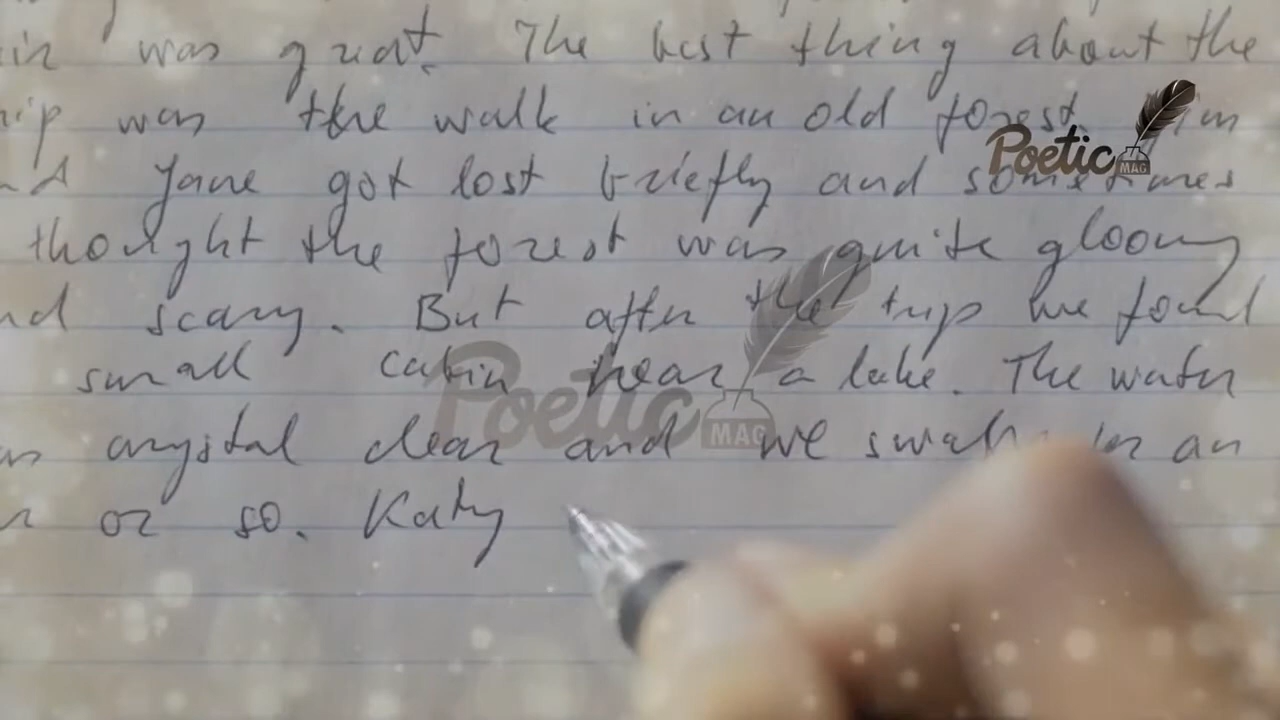 was great. The best thing about the
was the walk in an old forest.
Jane got lost briefly and sometimes
thought the forest was quite gloomy
scary. But after the trip we found
small cabin near a lake. The water
crystal clear and we swam for an
or so. Katy
Poetic
MAG
Poetic
MAG